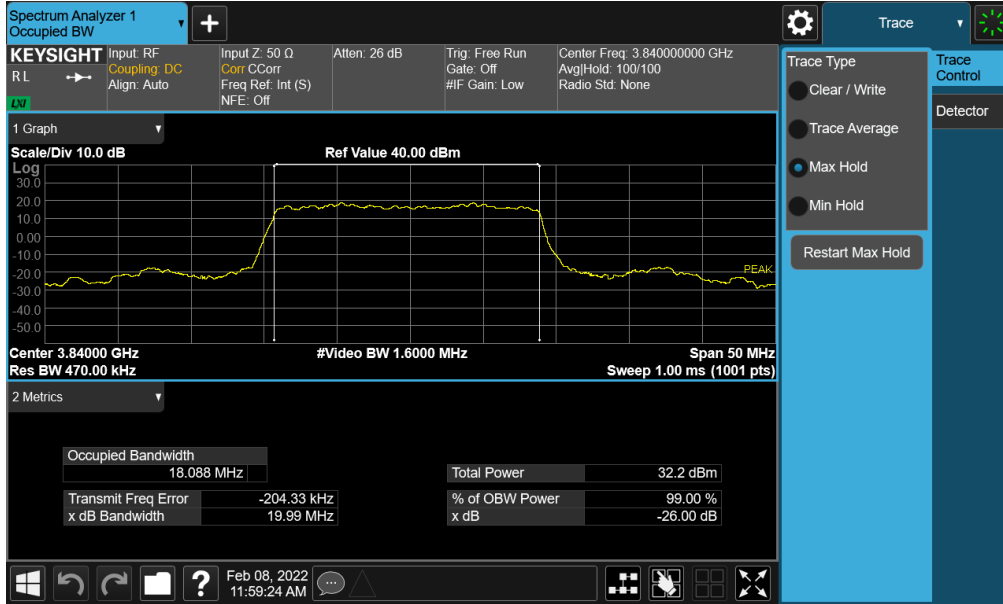 Spectrum Analyzer 1
Occupied BW
Trace
KEYSIGHT
R L
LXI
Input: RF
Coupling: DC
Align: Auto
Input Z: 50 Ω
Corr CCorr
Freq Ref: Int (S)
NFE: Off
Atten: 26 dB
Trig: Free Run
Gate: Off
#IF Gain: Low
Center Freq: 3.840000000 GHz
Avg|Hold: 100/100
Radio Std: None
Trace Type
Clear / Write
Trace Average
Max Hold
Min Hold
Restart Max Hold
Trace
Control
Detector
1 Graph
Scale/Div 10.0 dB
Ref Value 40.00 dBm
Log
30.0
20.0
10.0
0.00
-10.0
-20.0
-30.0
-40.0
-50.0
PEAK
Center 3.84000 GHz
#Video BW 1.6000 MHz
Span 50 MHz
Res BW 470.00 kHz
Sweep 1.00 ms (1001 pts)
2 Metrics
Occupied Bandwidth
18.088 MHz
Total Power 32.2 dBm
Transmit Freq Error -204.33 kHz
% of OBW Power 99.00 %
x dB Bandwidth 19.99 MHz
x dB -26.00 dB
?
Feb 08, 2022
11:59:24 AM